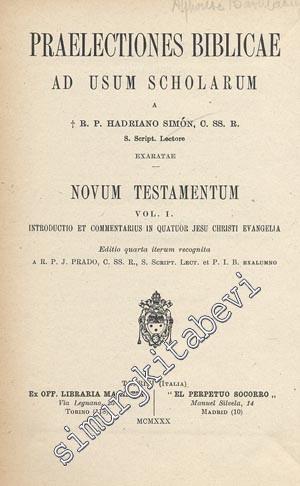 PRAELECTIONES BIBLICAE
AD USUM SCHOLARUM
A
† R. P. HADRIANO SIMÓN, C. SS. R.
S. Script. Lectore
EXARATAE
NOVUM TESTAMENTUM
VOL. I.
INTRODUCTIO ET COMMENTARIUS IN QUATUOR JESU CHRISTI EVANGELIA
Editio quarta iterum recognita
A R. P. J. PRADO, C. SS. R., S. SCRIPT. LECT. et P. I. B. EXALUMNO
(ITALIA)
EX OFF. LIBRARIA
Via Legnano,
TORINO
" EL PERPETUO SOCORRO "
Manuel Silvela, 14
MADRID (10)
MCMXXX
simurgkitabevi